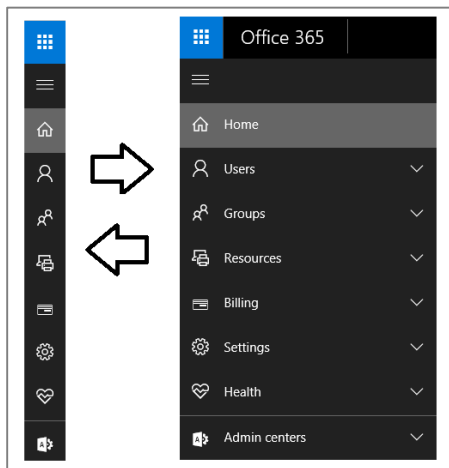 Office 365
Home
Users
Groups
Resources
Billing
Settings
Health
Admin centers